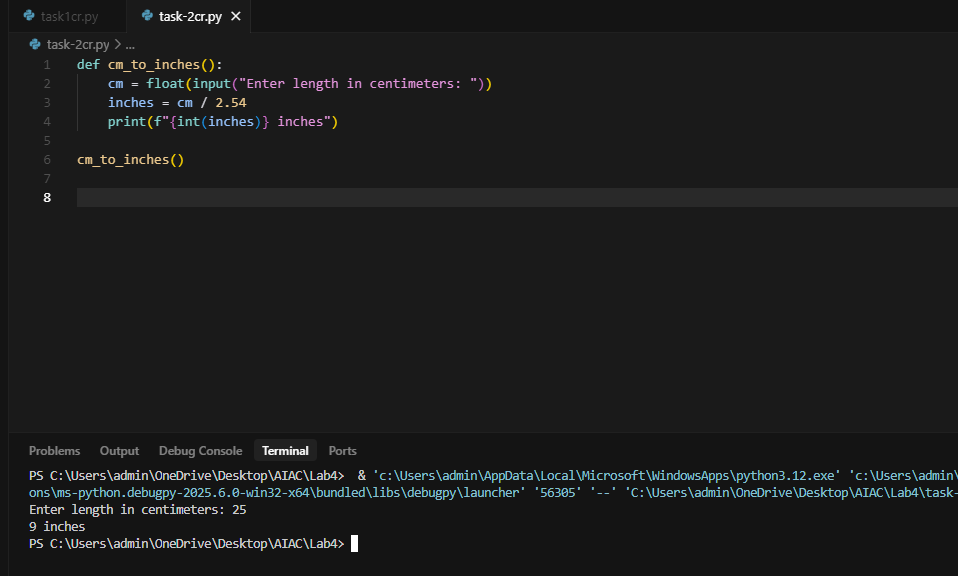 task1cr.py task-2cr.py ×
task-2cr.py > ...
1 def cm_to_inches():
2     cm = float(input("Enter length in centimeters: "))
3     inches = cm / 2.54
4     print(f"{int(inches)} inches")
5
6 cm_to_inches()
7
8
Problems Output Debug Console Terminal Ports
PS C:\Users\admin\OneDrive\Desktop\AIAC\Lab4>  & 'c:\Users\admin\AppData\Local\Microsoft\WindowsApps\python3.12.exe' 'c:\Users\admin\
ons\ms-python.debugpy-2025.6.0-win32-x64\bundled\libs\debugpy\launcher' '56305' '--' 'C:\Users\admin\OneDrive\Desktop\AIAC\Lab4\task-
Enter length in centimeters: 25
9 inches
PS C:\Users\admin\OneDrive\Desktop\AIAC\Lab4>